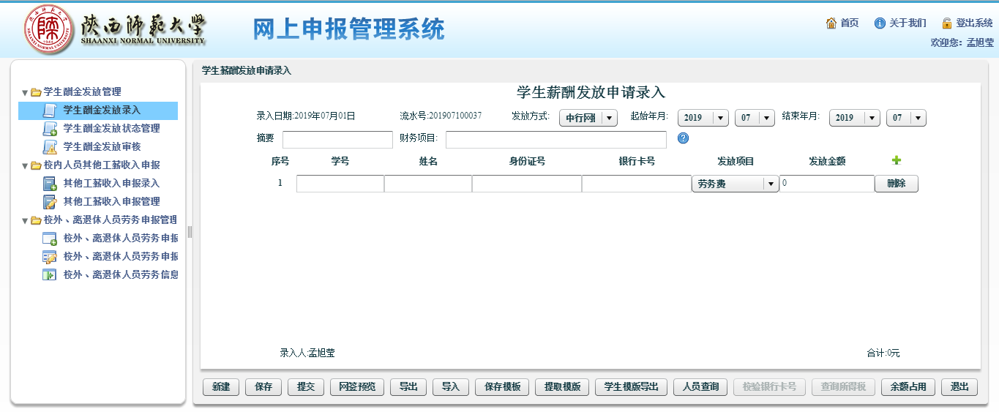 陕西师范大学
SHAANXI NORMAL UNIVERSITY
网上申报管理系统
首页 关于我们 登出系统
欢迎您：孟旭莹
学生酬金发放管理
学生酬金发放录入
学生酬金发放状态管理
学生酬金发放审核
校内人员其他工薪收入申报
其他工薪收入申报录入
其他工薪收入申报管理
校外、离退休人员劳务申报管理
校外、离退休人员劳务申报
校外、离退休人员劳务申报
校外、离退休人员劳务信息
学生薪酬发放申请录入
学生薪酬发放申请录入
录入日期:2019年07月01日 流水号:201907100037 发放方式: 中行网 起始年月: 2019 07 结束年月: 2019 07
摘要 财务项目:
序号 学号 姓名 身份证号 银行卡号 发放项目 发放金额
1 劳务费 0 删除
录入人:孟旭莹 合计:0元
新建 保存 提交 网签预览 导出 导入 保存模板 提取模版 学生模版导出 人员查询 校验银行卡号 查询所得税 余额占用 退出